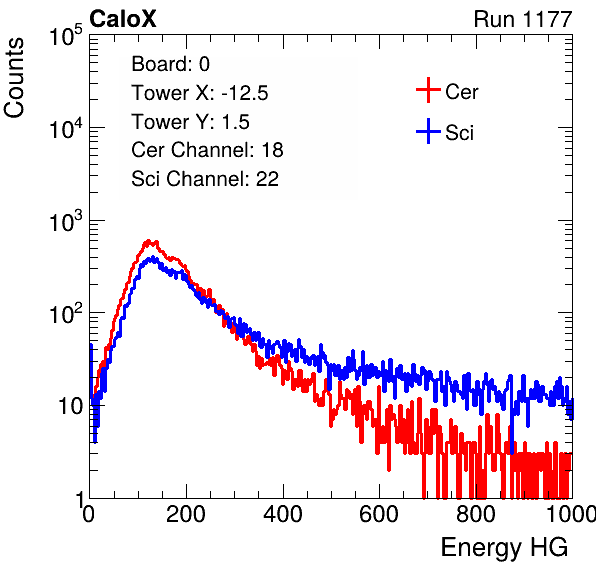 CaloX Run 1177
Counts
Board: 0
Tower X: -12.5
Tower Y: 1.5
Cer Channel: 18
Sci Channel: 22
Cer
Sci
10^5
10^4
10^3
10^2
10
1
0 200 400 600 800 1000
Energy HG